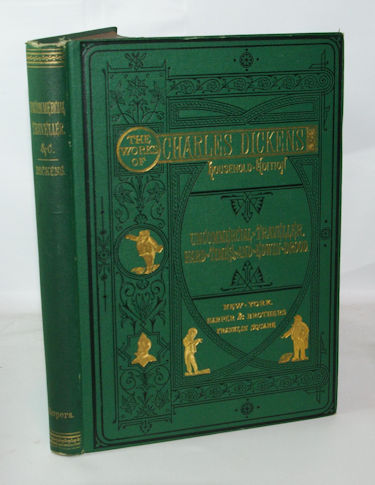 UNCOMMERCIAL
TRAVELLER.
&C.
DICKENS.
Harpers.
THE
WORKS
OF
CHARLES DICKENS
HOUSEHOLD·EDITION
UNCOMMERCIAL·TRAVELLER,
HARD·TIMES, AND·EDWIN·DROOD.
NEW-YORK.
HARPER & BROTHERS
FRANKLIN SQUARE